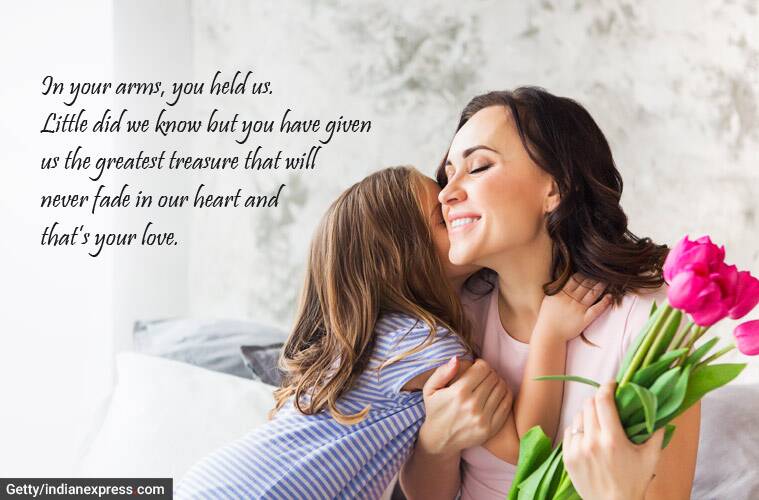 In your arms, you held us.
Little did we know but you have given
us the greatest treasure that will
never fade in our heart and
that's your love.
Getty/indianexpress.com